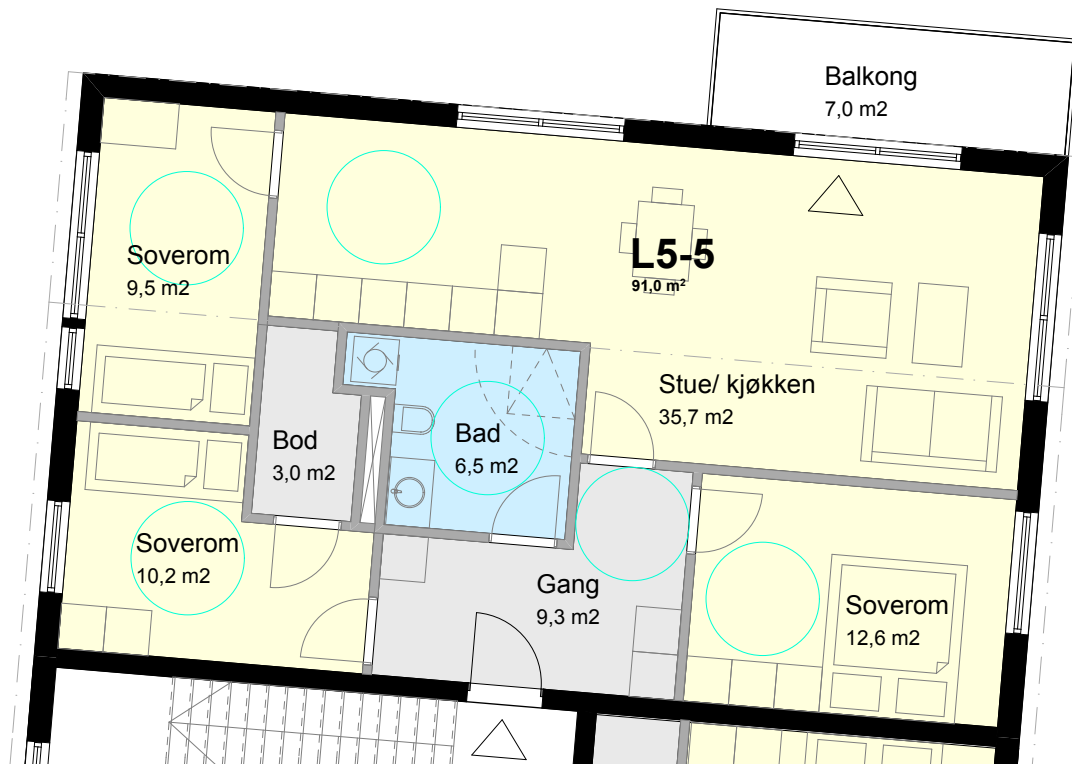 Balkong
7,0 m2
Soverom
9,5 m2
L5-5
91,0 m²
Stue/ kjøkken
35,7 m2
Bod
3,0 m2
Bad
6,5 m2
Soverom
10,2 m2
Gang
9,3 m2
Soverom
12,6 m2